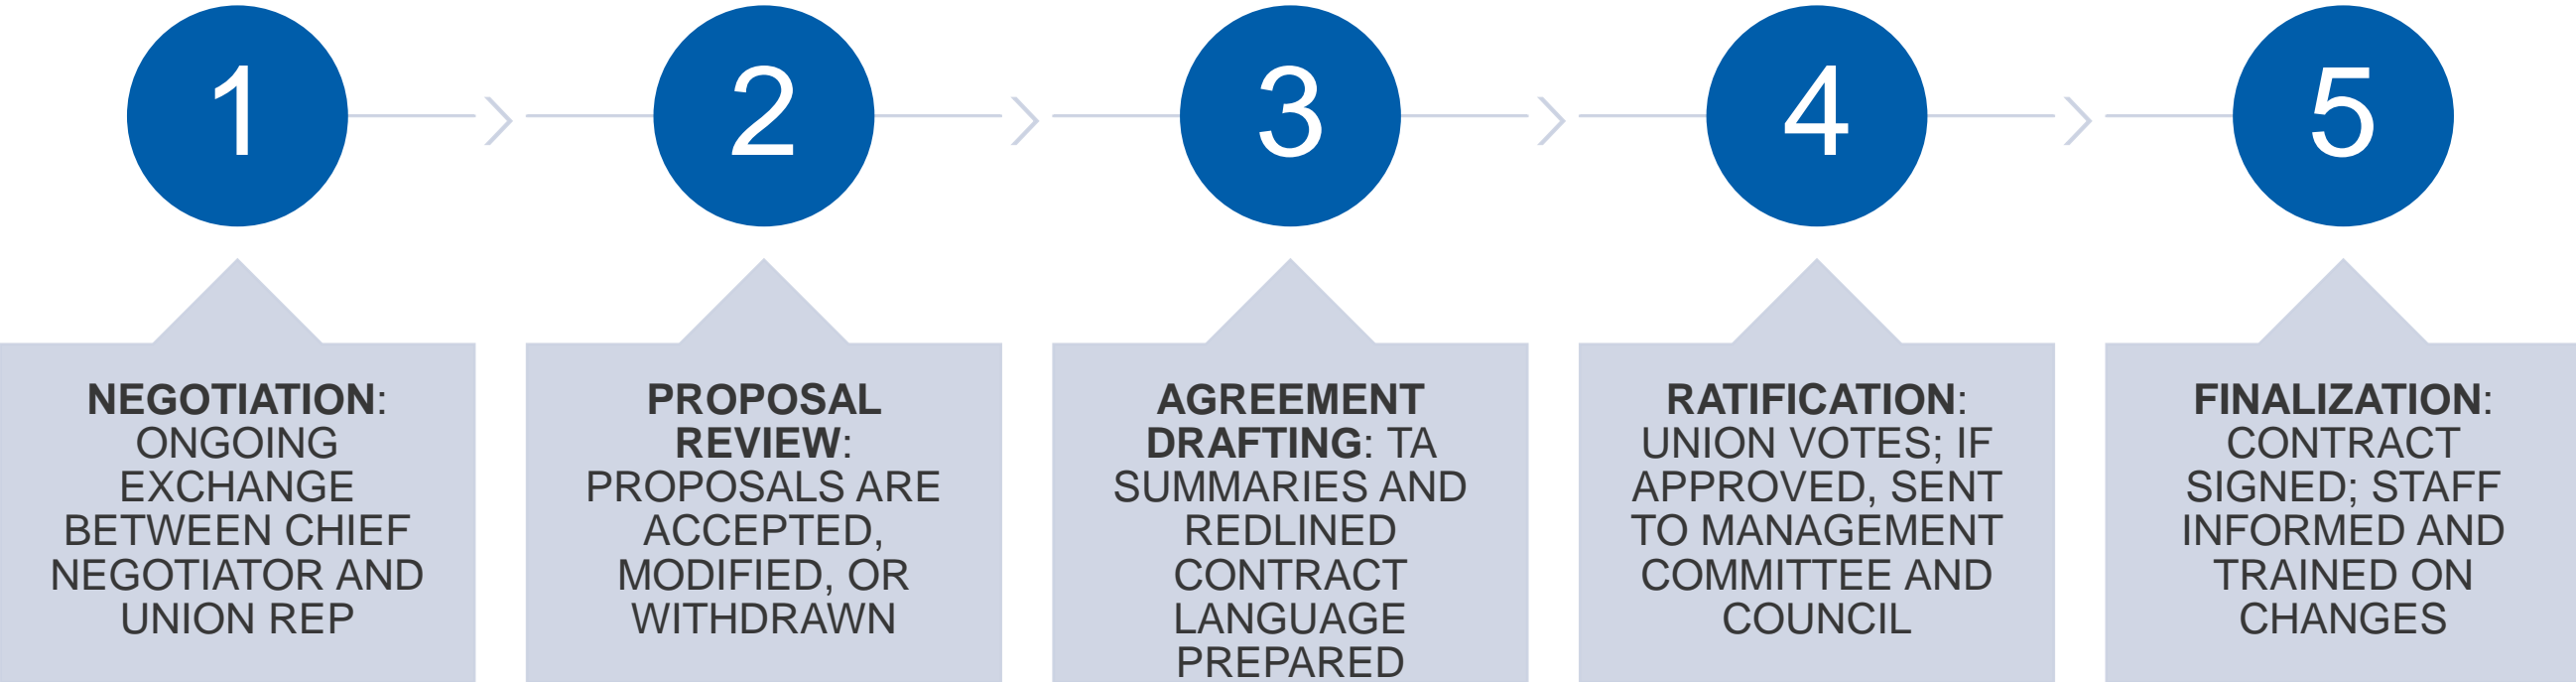 1
2
3
4
5
NEGOTIATION:
ONGOING
EXCHANGE
BETWEEN CHIEF
NEGOTIATOR AND
UNION REP
PROPOSAL
REVIEW:
PROPOSALS ARE
ACCEPTED,
MODIFIED, OR
WITHDRAWN
AGREEMENT
DRAFTING: TA
SUMMARIES AND
REDLINED
CONTRACT
LANGUAGE
PREPARED
RATIFICATION:
UNION VOTES; IF
APPROVED, SENT
TO MANAGEMENT
COMMITTEE AND
COUNCIL
FINALIZATION:
CONTRACT
SIGNED; STAFF
INFORMED AND
TRAINED ON
CHANGES